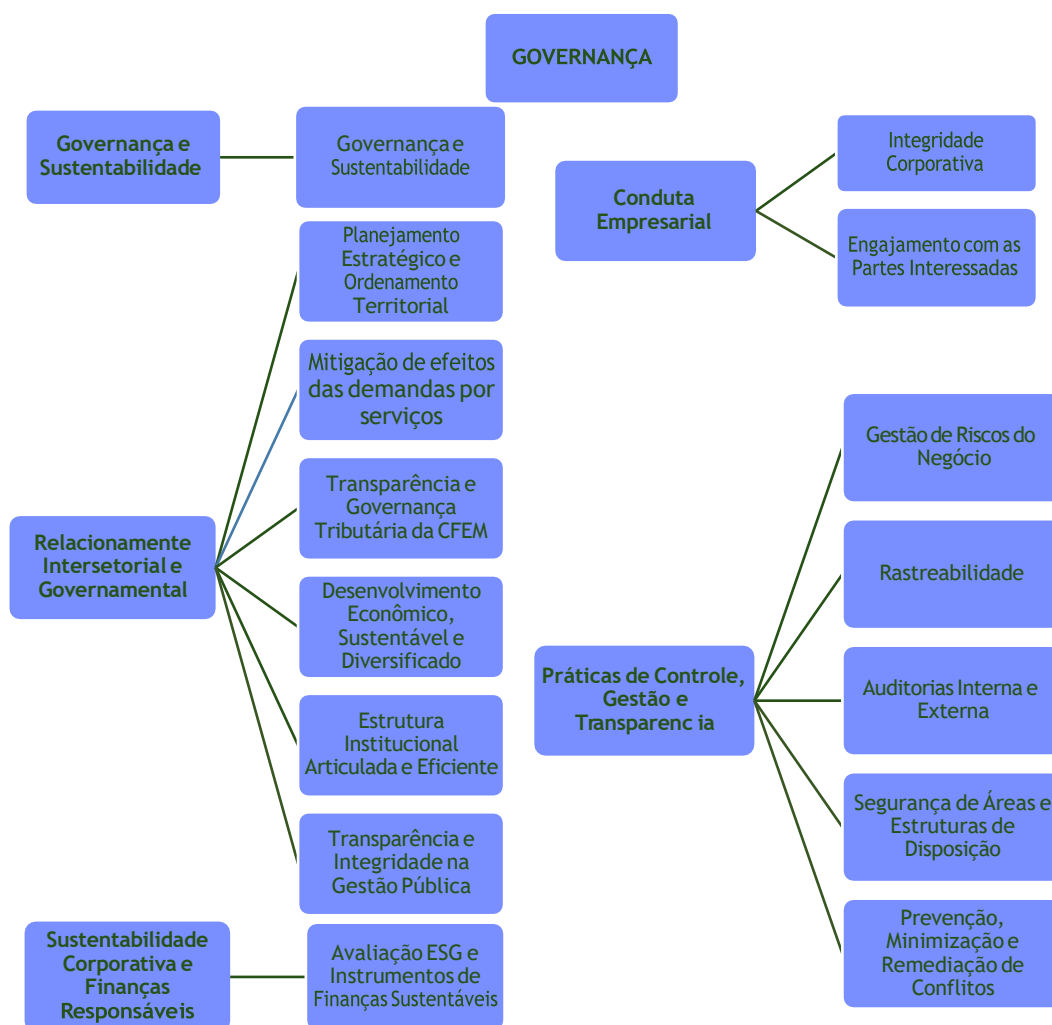 GOVERNANÇA
Governança e
Sustentabilidade
Governança e
Sustentabilidade
Relacionamente
Intersetorial e
Governamental
Planejamento
Estratégico e
Ordenamento
Territorial
Mitigação de efeitos
das demandas por
serviços
Transparência e
Governança
Tributária da CFEM
Desenvolvimento
Econômico,
Sustentável e
Diversificado
Estrutura
Institucional
Articulada e Eficiente
Transparência e
Integridade na
Gestão Pública
Sustentabilidade
Corporativa e
Finanças
Responsáveis
Avaliação ESG e
Instrumentos de
Finanças Sustentáveis
Conduta
Empresarial
Integridade
Corporativa
Engajamento com as
Partes Interessadas
Práticas de Controle,
Gestão e
Transparenc ia
Gestão de Riscos do
Negócio
Rastreabilidade
Auditorias Interna e
Externa
Segurança de Áreas e
Estruturas de
Disposição
Prevenção,
Minimização e
Remediação de
Conflitos